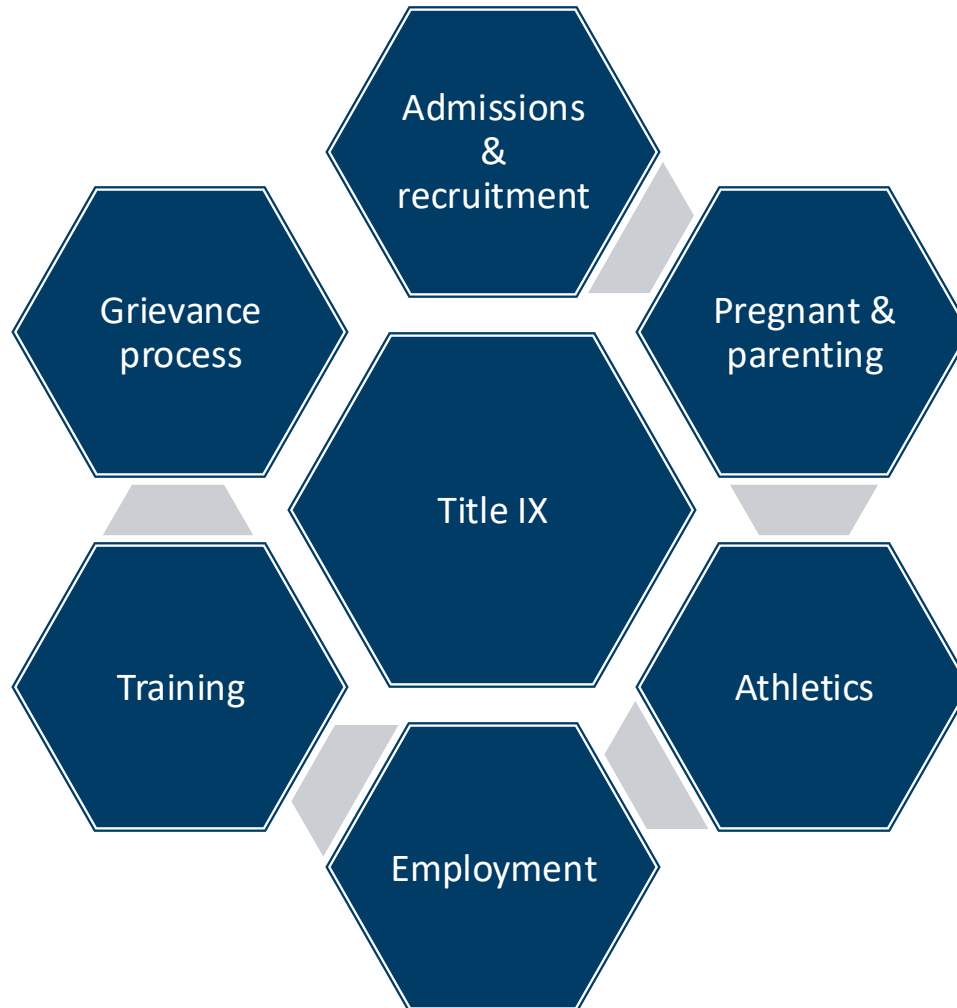 Admissions
&
recruitment
Grievance
process
Pregnant &
parenting
Title IX
Training
Athletics
Employment